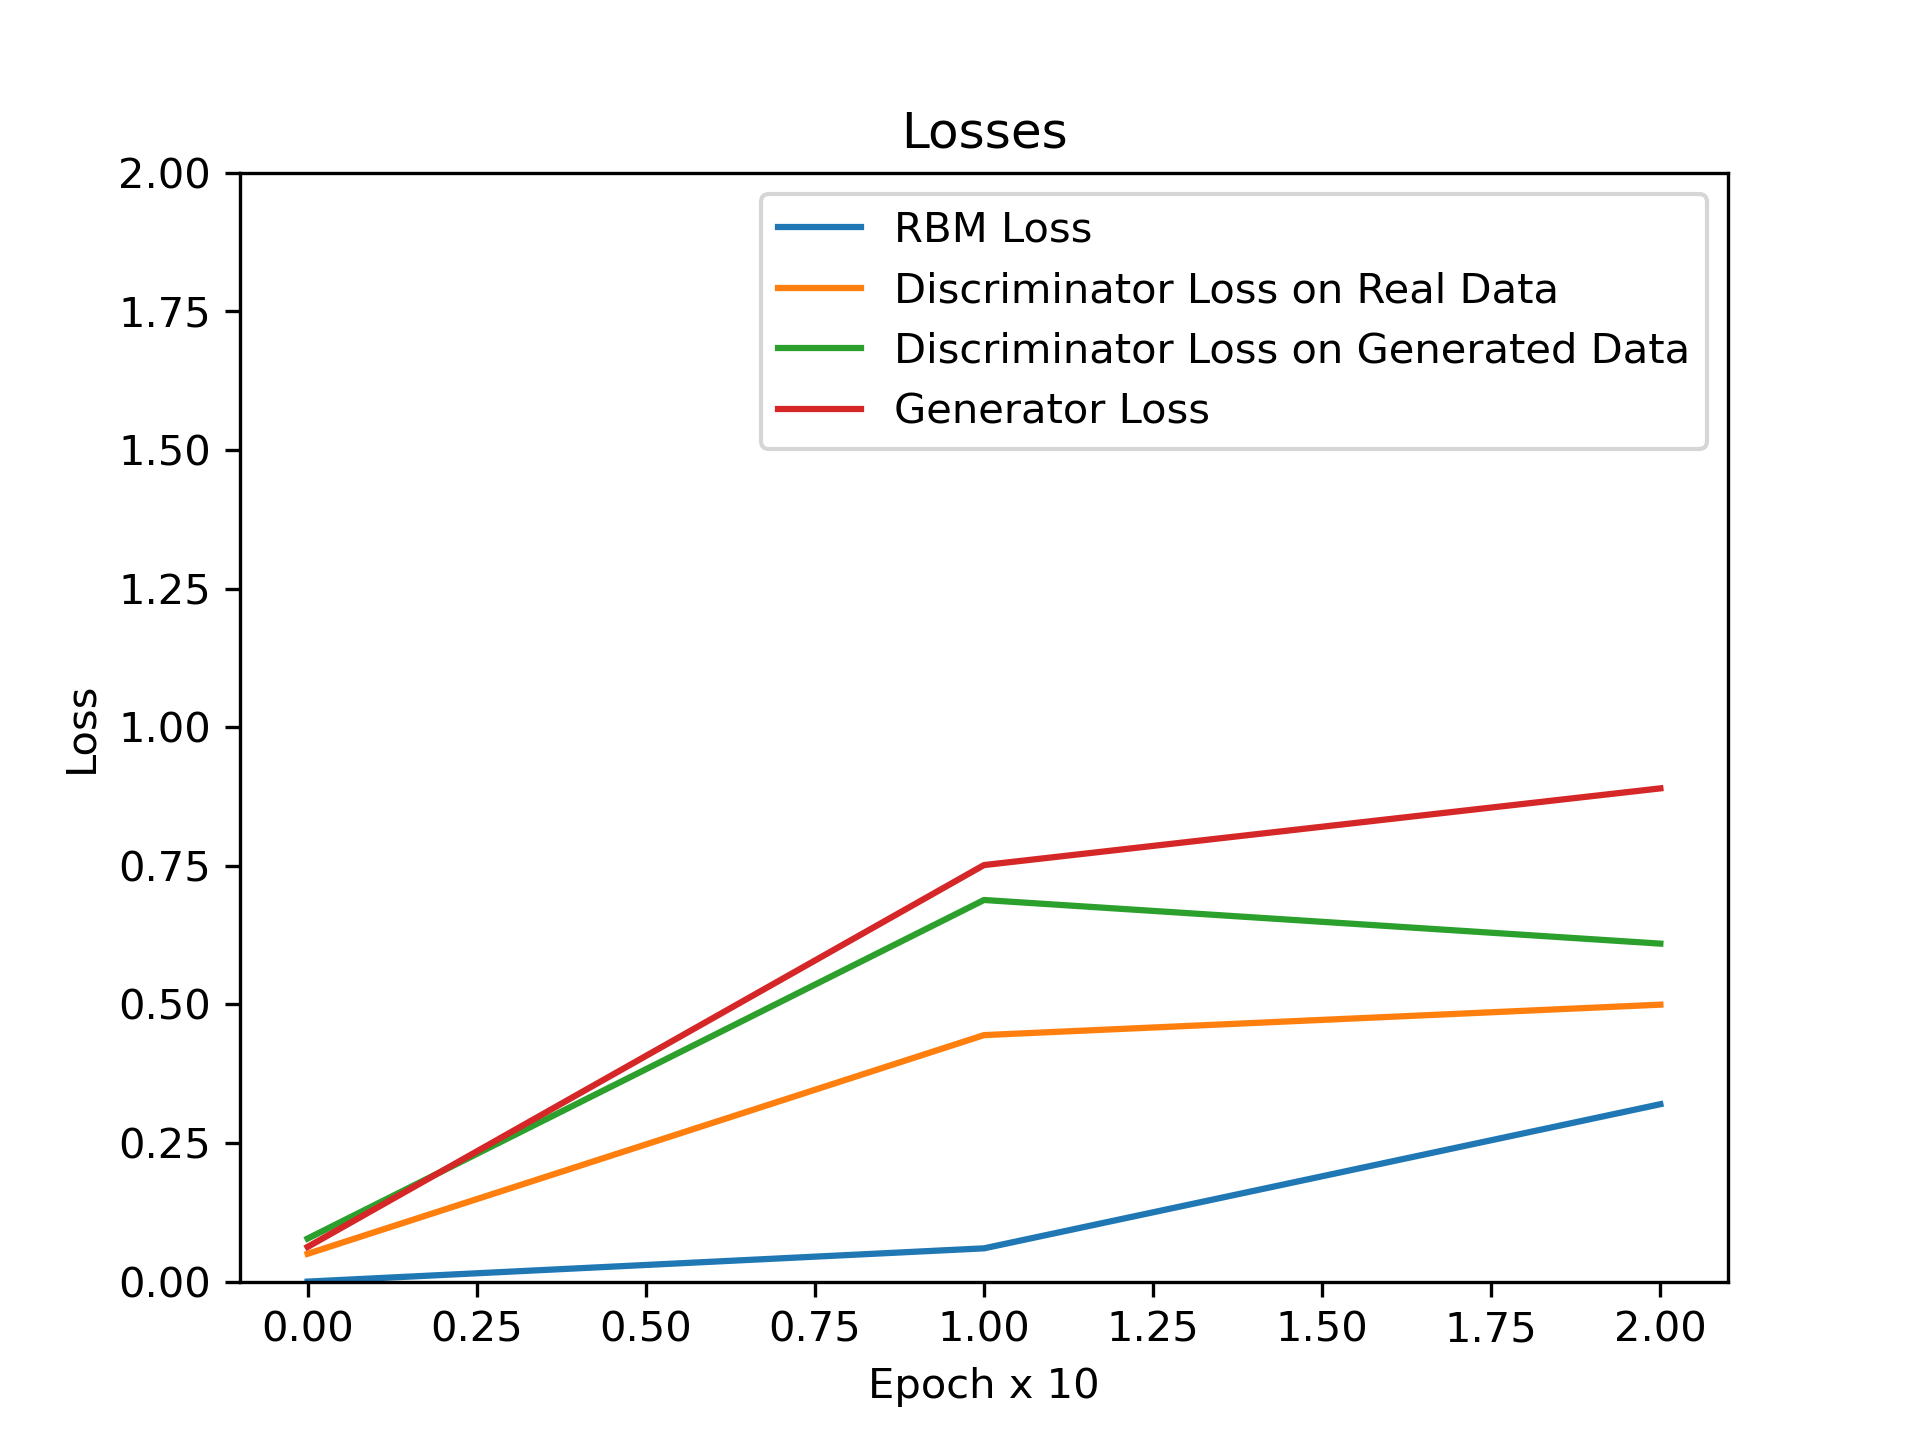 Losses
2.00
1.75
1.50
1.25
1.00
0.75
0.50
0.25
0.00
Loss
RBM Loss
Discriminator Loss on Real Data
Discriminator Loss on Generated Data
Generator Loss
0.00 0.25 0.50 0.75 1.00 1.25 1.50 1.75 2.00
Epoch x 10